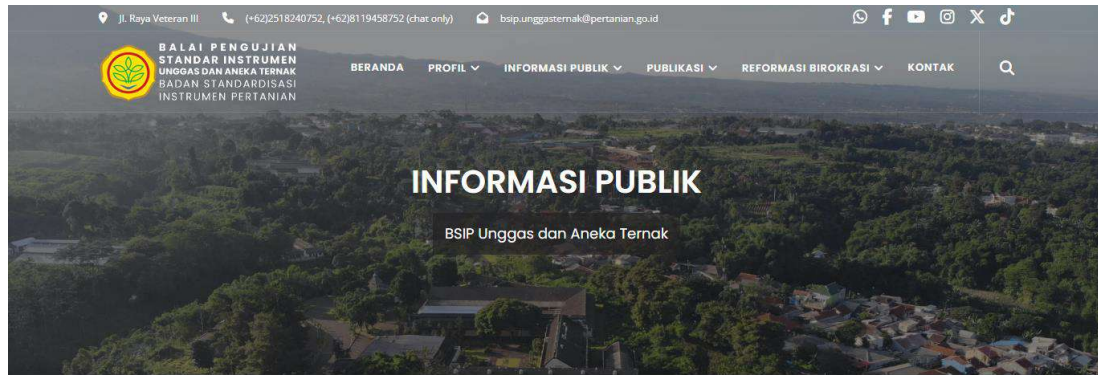 Jl. Raya Veteran III (+62)2518240752, (+62)8119458752 (chat only) bsip.unggasternak@pertanian.go.id
BALAI PENGUJIAN
STANDAR INSTRUMEN
UNGGAS DAN ANEKA TERNAK
BADAN STANDARDISASI
INSTRUMEN PERTANIAN
BERANDA PROFIL INFORMASI PUBLIK PUBLIKASI REFORMASI BIROKRASI KONTAK
INFORMASI PUBLIK
BSIP Unggas dan Aneka Ternak